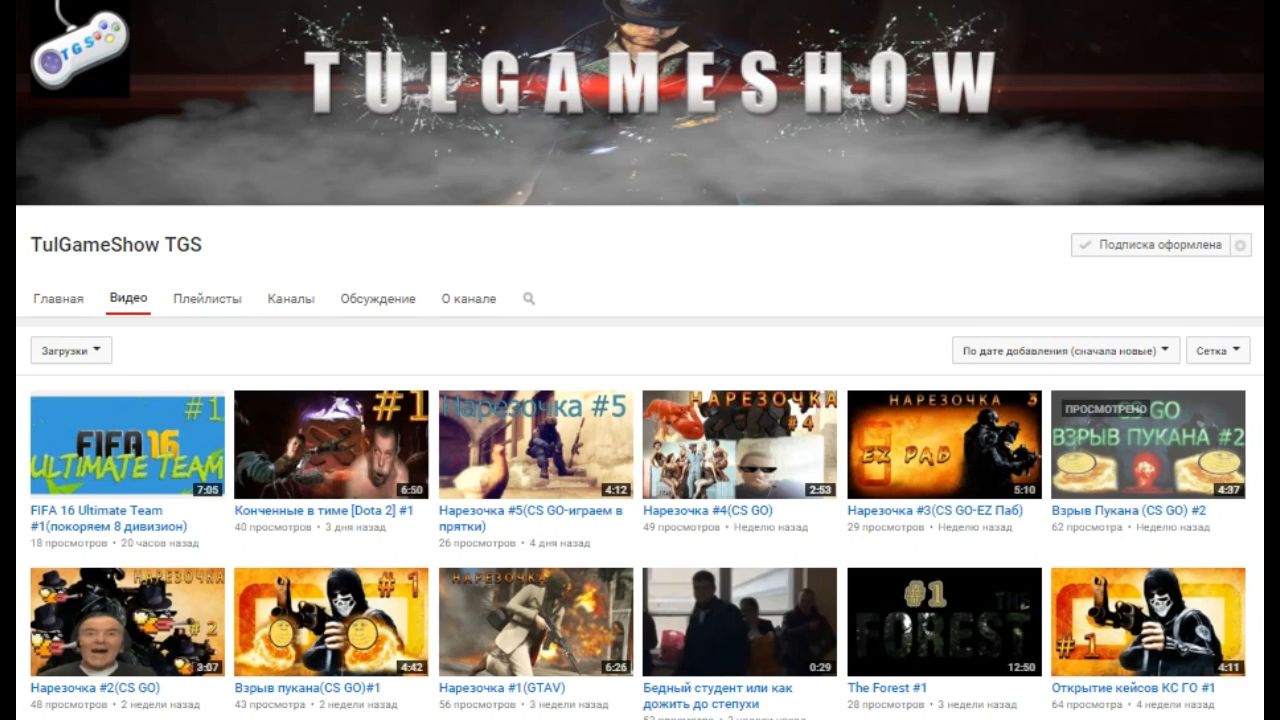 TGS
TULGAMESHOW
TulGameShow TGS
Подписка оформлена
Главная Видео Плейлисты Каналы Обсуждение О канале
Загрузки По дате добавления (сначала новые) Сетка
#1
FIFA 16
ULTIMATE TEAM
7:05
#1
6:50
Нарезочка #5
4:12
НАРЕЗОЧКА
#4
2:53
НАРЕЗОЧКА 3
EZ PAB
5:10
ПРОСМОТРЕНО
GO
ВЗРЫВ ПУКАНА #2
4:37
FIFA 16 Ultimate Team
#1(покоряем 8 дивизион)
18 просмотров • 20 часов назад
Конченные в тиме [Dota 2] #1
40 просмотров • 3 дня назад
Нарезочка #5(CS GO-играем в
прятки)
26 просмотров • 4 дня назад
Нарезочка #4(CS GO)
49 просмотров • Неделю назад
Нарезочка #3(CS GO-EZ Паб)
29 просмотров • Неделю назад
Взрыв Пукана (CS GO) #2
62 просмотра • Неделю назад
НАРЕЗОЧКА
#2
3:07
#1
4:42
НАРЕЗОЧКА
6:26
0:29
#1
THE
FOREST
12:50
#1
4:11
Нарезочка #2(CS GO)
48 просмотров • 2 недели назад
Взрыв пукана(CS GO)#1
43 просмотра • 2 недели назад
Нарезочка #1(GTAV)
56 просмотров • 3 недели назад
Бедный студент или как
дожить до степухи
The Forest #1
28 просмотров • 3 недели назад
Открытие кейсов КС ГО #1
64 просмотра • 4 недели назад